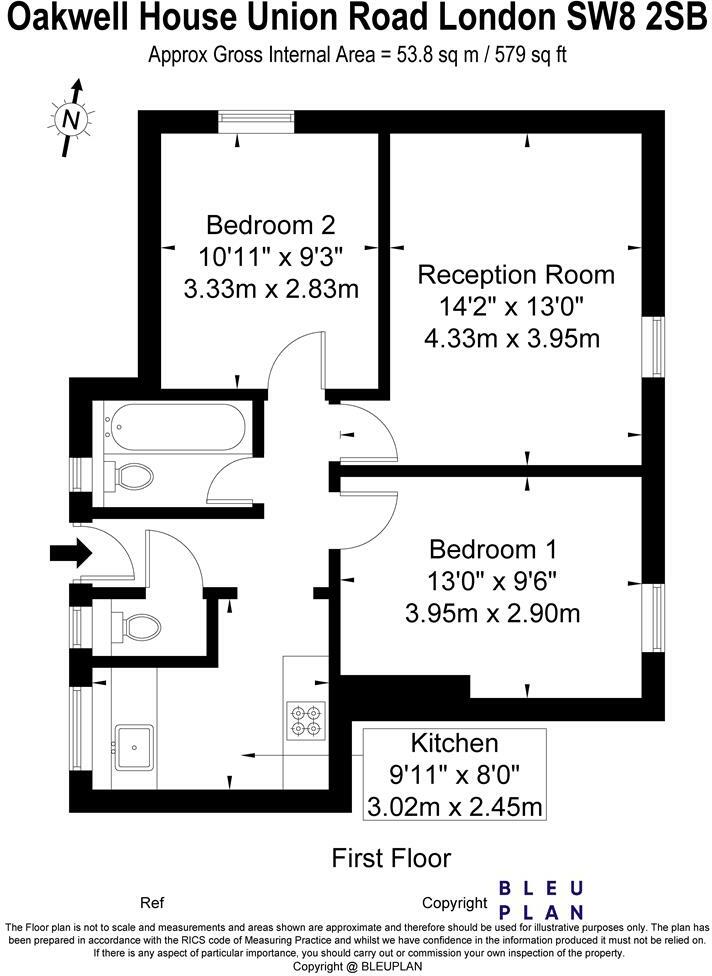 Oakwell House Union Road London SW8 2SB
Approx Gross Internal Area = 53.8 sq m / 579 sq ft
N
Bedroom 2
10'11" x 9'3"
3.33m x 2.83m
Reception Room
14'2" x 13'0"
4.33m x 3.95m
Bedroom 1
13'0" x 9'6"
3.95m x 2.90m
Kitchen
9'11" x 8'0"
3.02m x 2.45m
First Floor
Ref
Copyright
BLEU
PLAN
The Floor plan is not to scale and measurements and areas shown are approximate and therefore should be used for illustrative purposes only. The plan has
been prepared in accordance with the RICS code of Measuring Practice and whilst we have confidence in the information produced it must not be relied on.
If there is any aspect of particular importance, you should carry out or commission your own inspection of the property.
Copyright @ BLEUPLAN